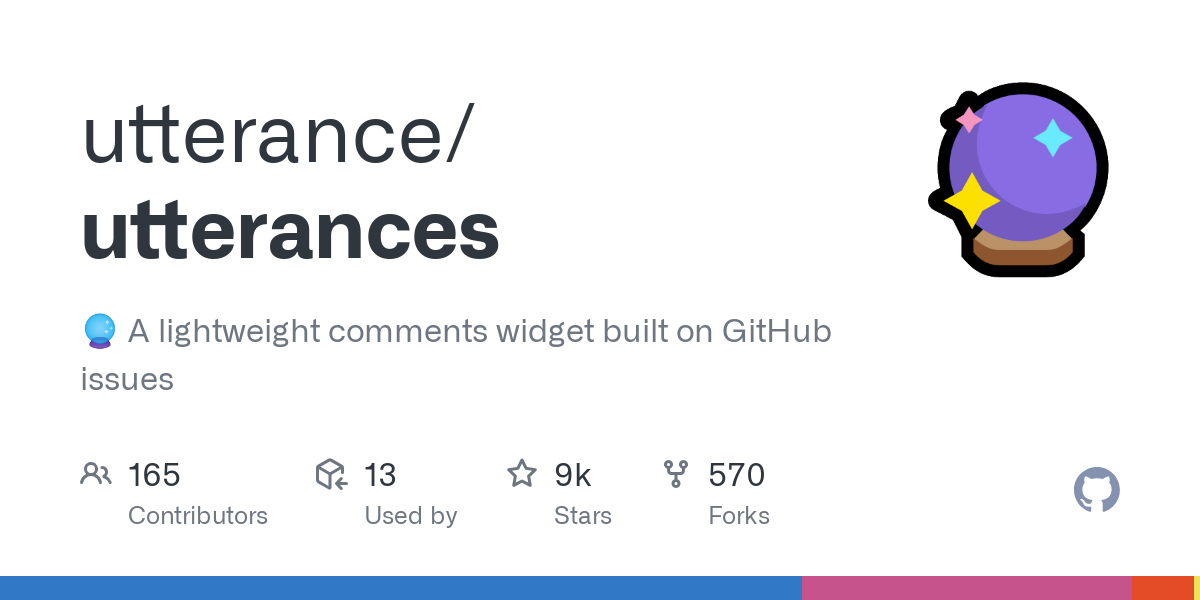 utterance/
utterances
🔮 A lightweight comments widget built on GitHub
issues
165 13 9k 570
Contributors Used by Stars Forks